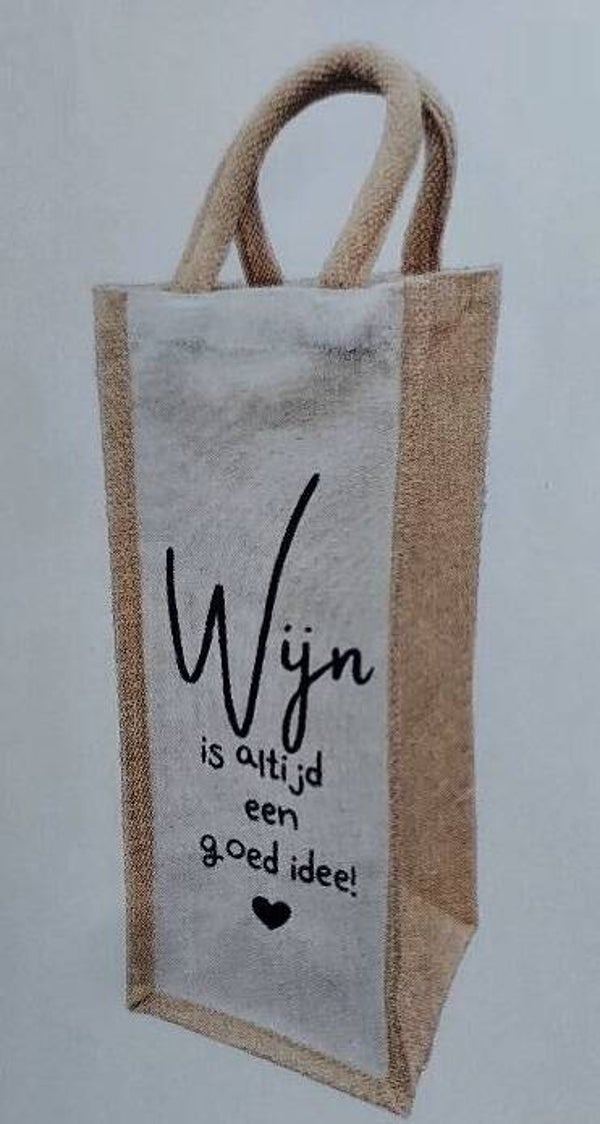 Wijn
is altijd
een
goed idee!